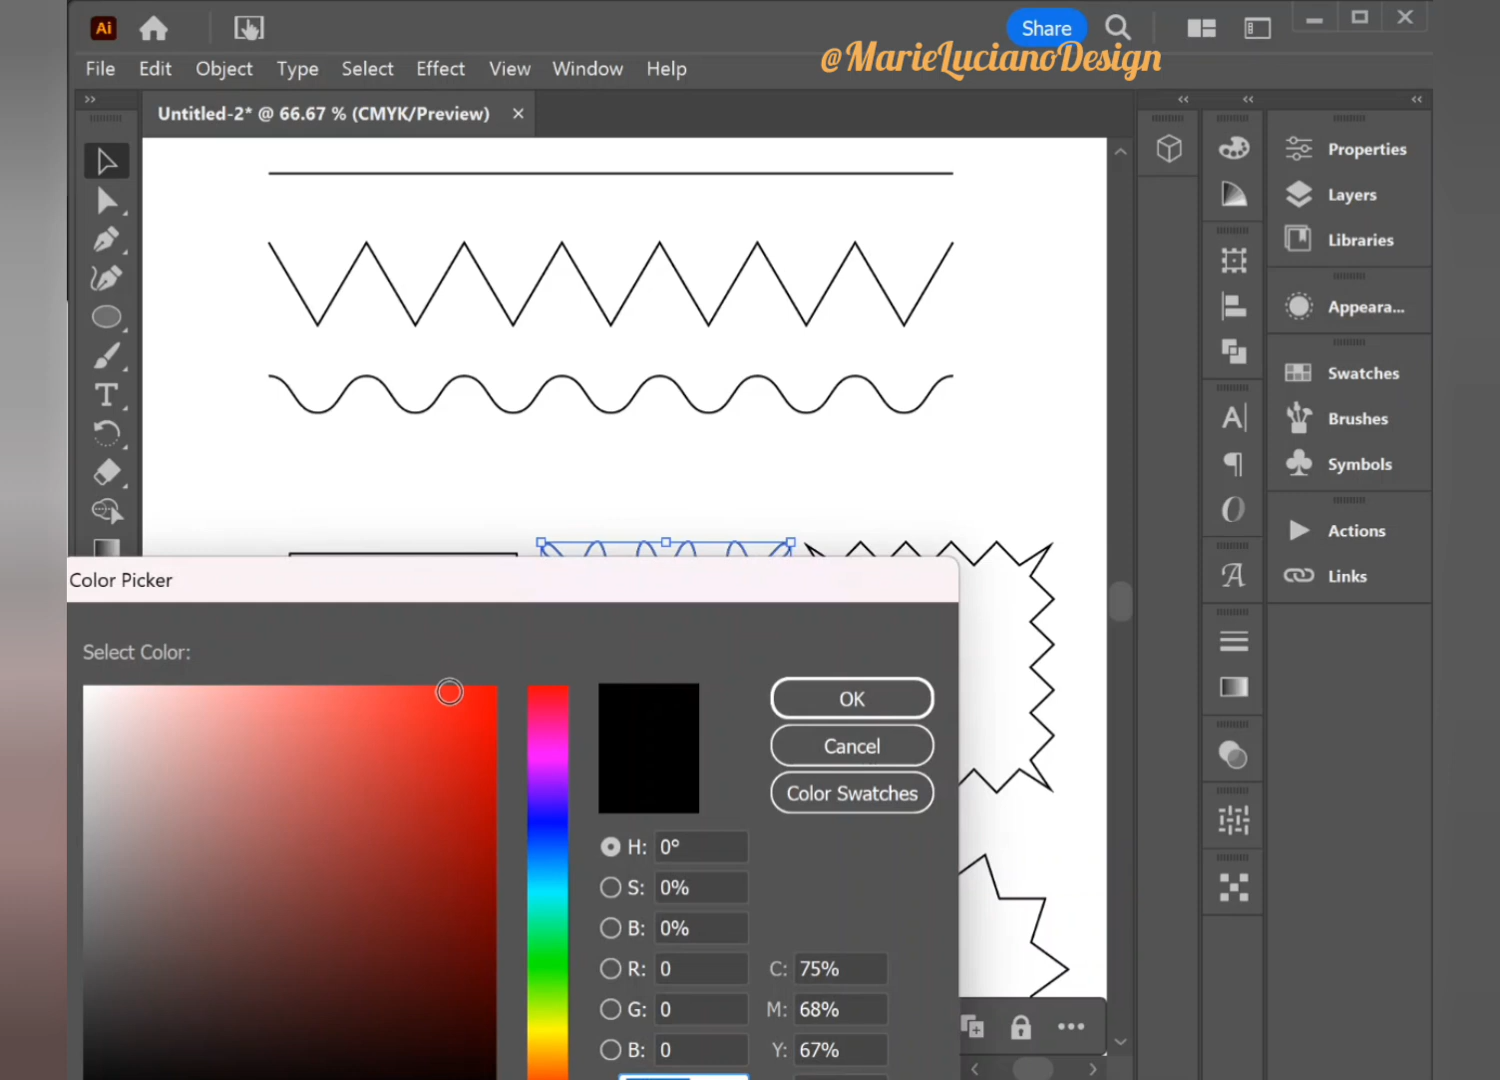 Ai
Share
@MarieLucianoDesign
File Edit Object Type Select Effect View Window Help
Untitled-2* @ 66.67 % (CMYK/Preview)
Properties
Layers
Libraries
Appeara...
Swatches
Brushes
Symbols
Actions
Links
Color Picker
Select Color:
OK
Cancel
Color Swatches
H: 0°
S: 0%
B: 0%
R: 0 C: 75%
G: 0 M: 68%
B: 0 Y: 67%